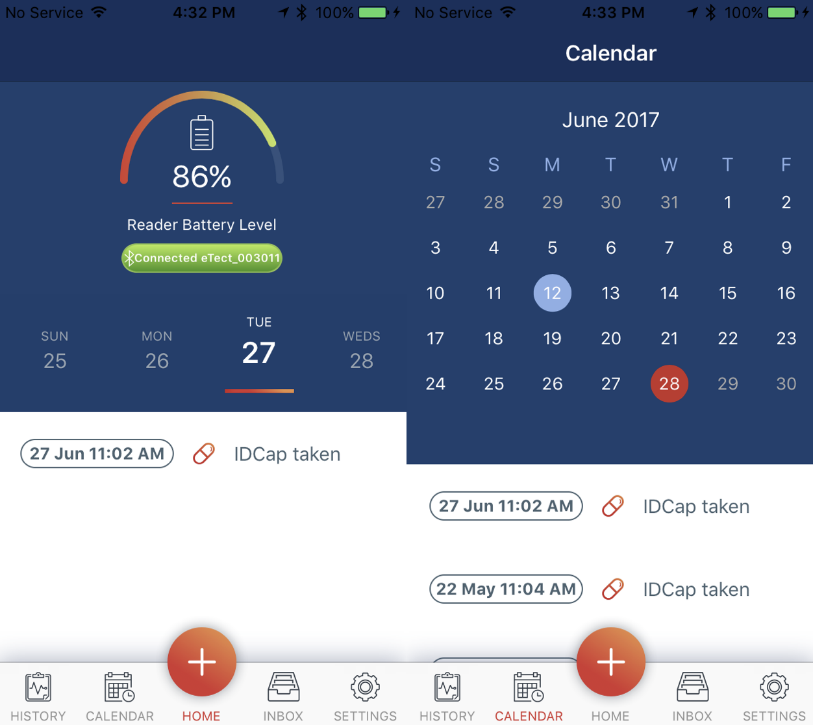 No Service 4:32 PM 100%
86%
Reader Battery Level
Connected eTect_003011
SUN MON TUE WEDS
25 26 27 28
27 Jun 11:02 AM IDCap taken
HISTORY CALENDAR HOME INBOX SETTINGS
No Service 4:33 PM 100%
Calendar
June 2017
S S M T W T F
27 28 29 30 31 1 2
3 4 5 6 7 8 9
10 11 12 13 14 15 16
17 18 19 20 21 22 23
24 25 26 27 28 29 30
27 Jun 11:02 AM IDCap taken
22 May 11:04 AM IDCap taken
HISTORY CALENDAR HOME INBOX SETTINGS